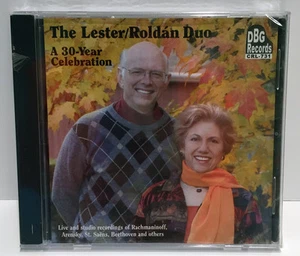 The Lester/Roldán Duo
A 30-Year
Celebration
DBG
Records
CRL-721
Live and studio recordings of Rachmaninoff,
Arensky, St. Saëns, Beethoven and others